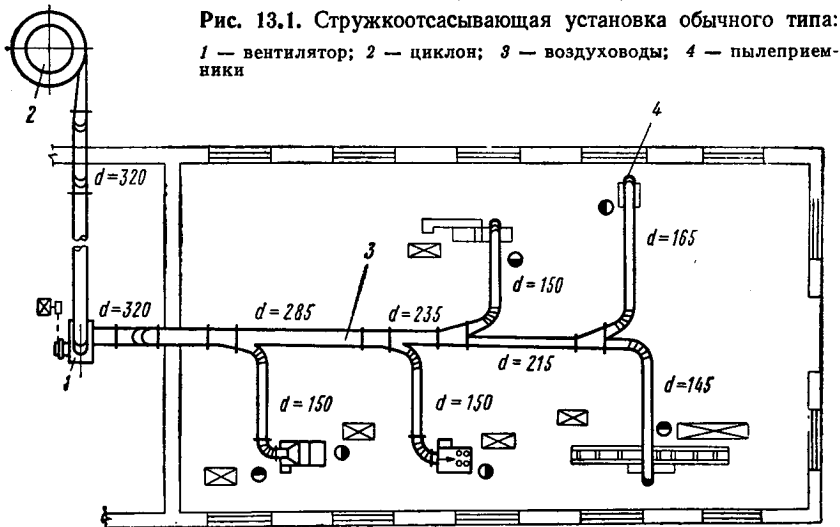 Рис. 13.1. Стружкоотсасывающая установка обычного типа:
1 — вентилятор; 2 — циклон; 3 — воздуховоды; 4 — пылеприем-
ники
2
4
d=320
d=165
3
d=150
d=320
d=285
d=235
d=215
1
d=150
d=150
d=145